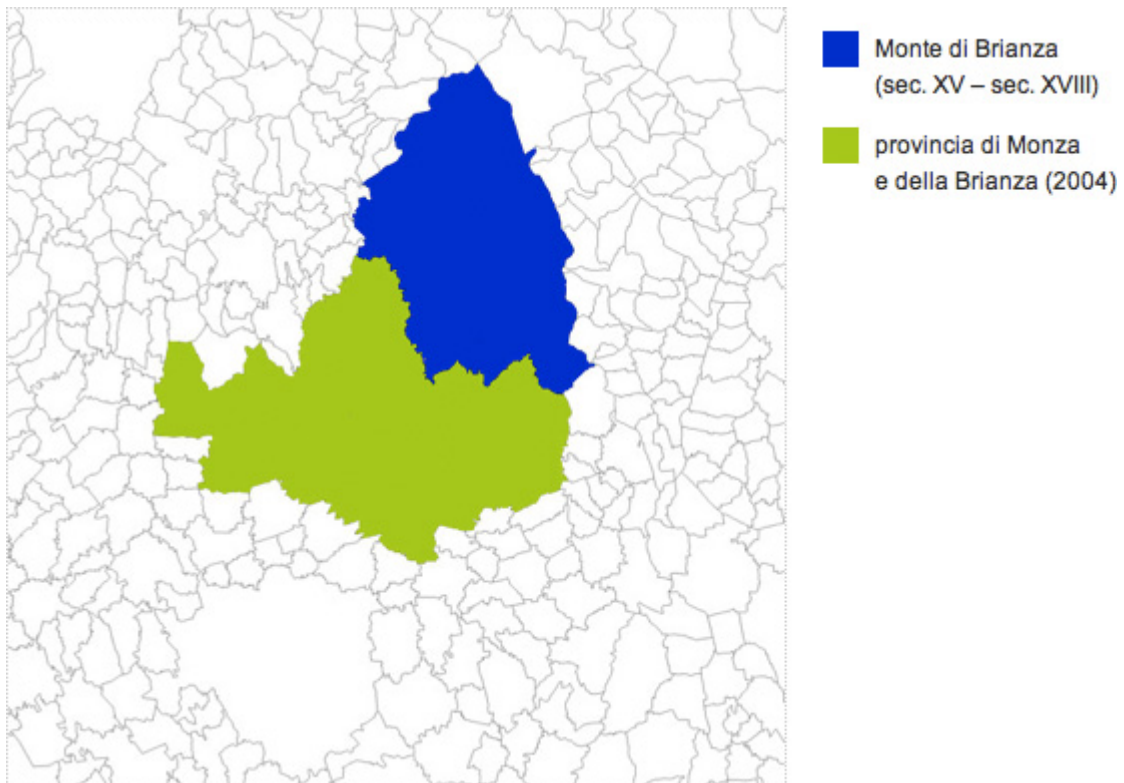 Monte di Brianza
(sec. XV – sec. XVIII)
provincia di Monza
e della Brianza (2004)